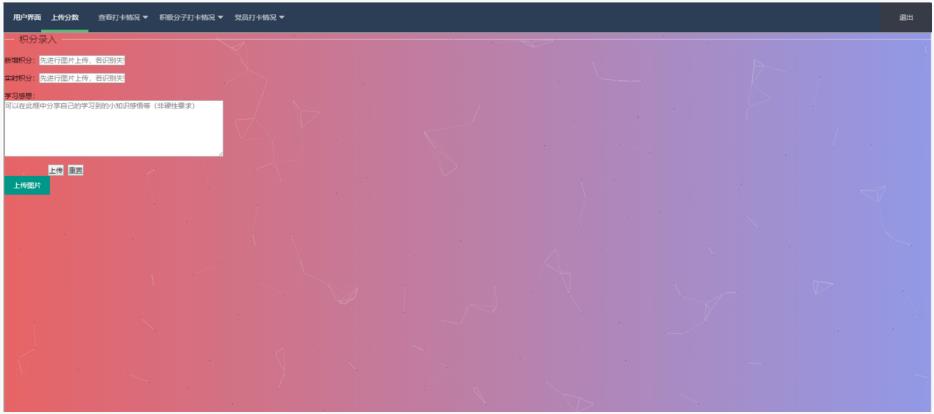 用户界面 上传分数 查看打卡情况 积极分子打卡情况 党员打卡情况 退出
积分录入
新增积分：先进行图片上传，若识别失
实时积分：先进行图片上传，若识别失
学习感想：
可以在此框中分享自己的学习到的小知识感悟等（非硬性要求）
上传 重置
上传图片